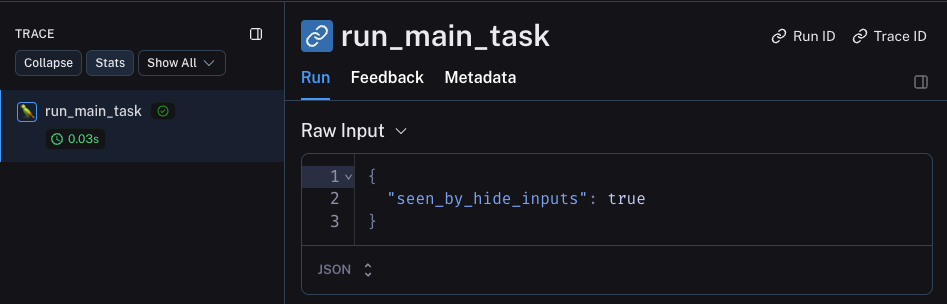 TRACE
Collapse Stats Show All
run_main_task
0.03s
run_main_task
Run ID Trace ID
Run Feedback Metadata
Raw Input
1 {
2 "seen_by_hide_inputs": true
3 }
JSON